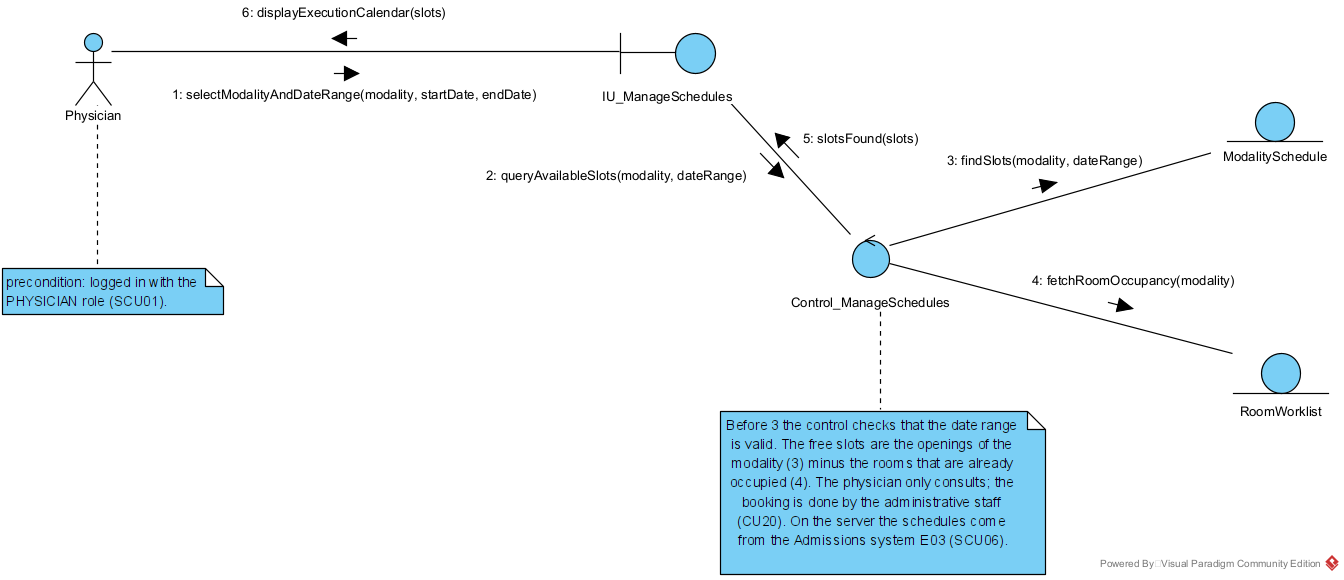 6: displayExecutionCalendar(slots)
1: selectModalityAndDateRange(modality, startDate, endDate)
Physician
IU_ManageSchedules
5: slotsFound(slots)
2: queryAvailableSlots(modality, dateRange)
3: findSlots(modality, dateRange)
ModalitySchedule
precondition: logged in with the
PHYSICIAN role (SCU01).
Control_ManageSchedules
4: fetchRoomOccupancy(modality)
RoomWorklist
Before 3 the control checks that the date range
is valid. The free slots are the openings of the
modality (3) minus the rooms that are already
occupied (4). The physician only consults; the
booking is done by the administrative staff
(CU20). On the server the schedules come
from the Admissions system E03 (SCU06).
Powered By Visual Paradigm Community Edition